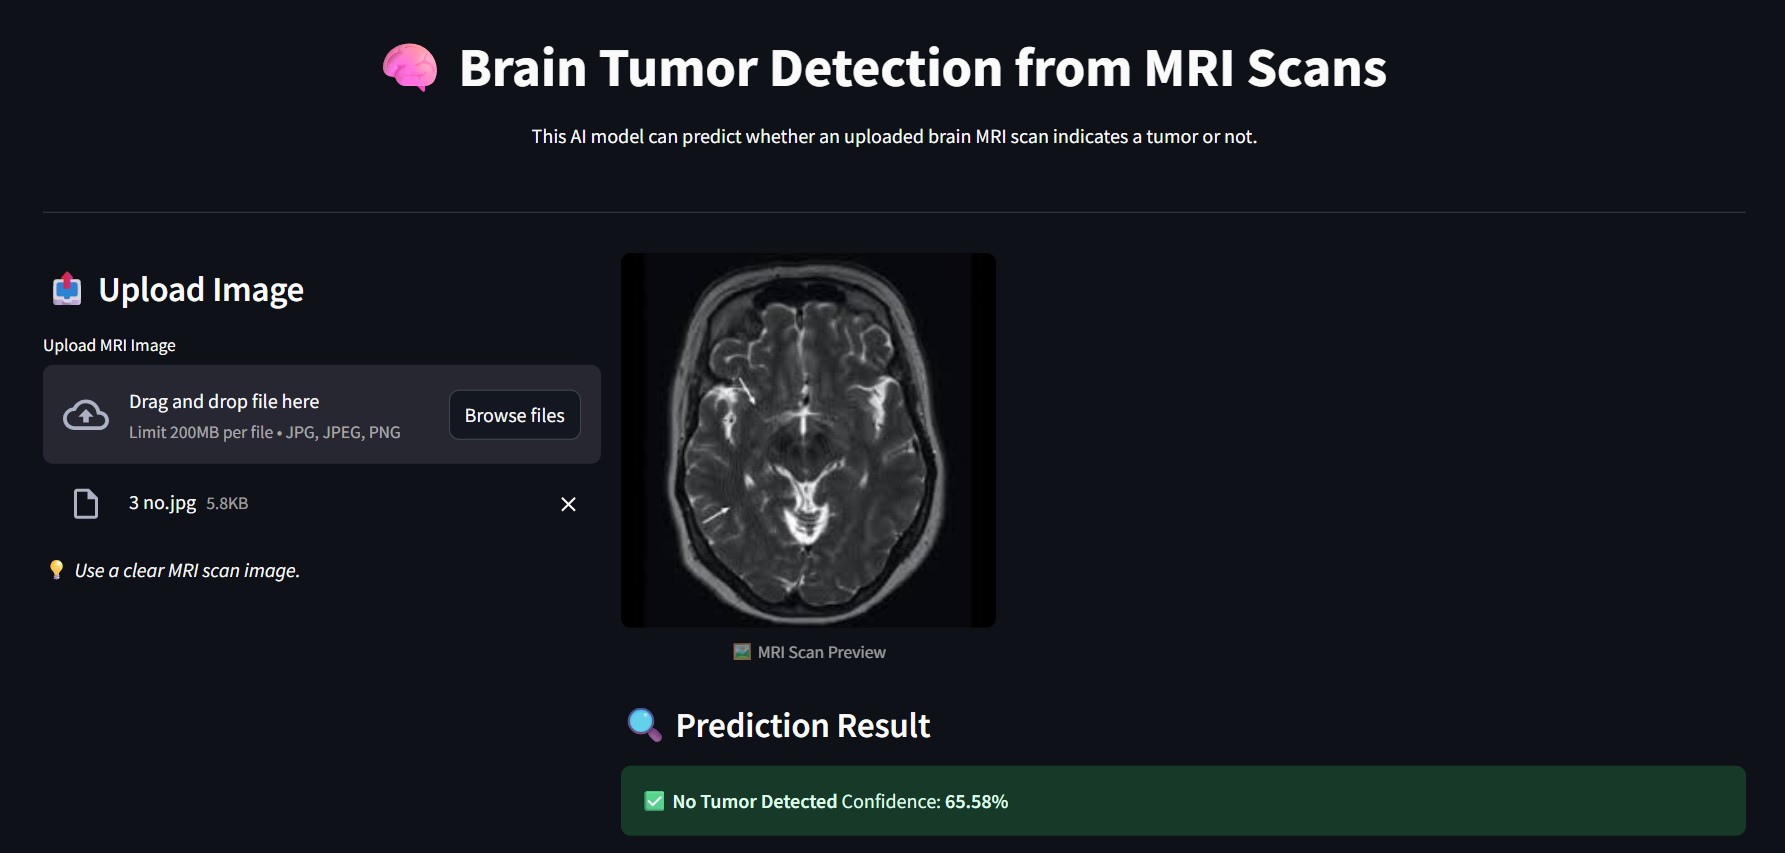 Brain Tumor Detection from MRI Scans
This AI model can predict whether an uploaded brain MRI scan indicates a tumor or not.
Upload Image
Upload MRI Image
Drag and drop file here
Limit 200MB per file • JPG, JPEG, PNG
Browse files
3 no.jpg 5.8KB
Use a clear MRI scan image.
MRI Scan Preview
Prediction Result
No Tumor Detected Confidence: 65.58%